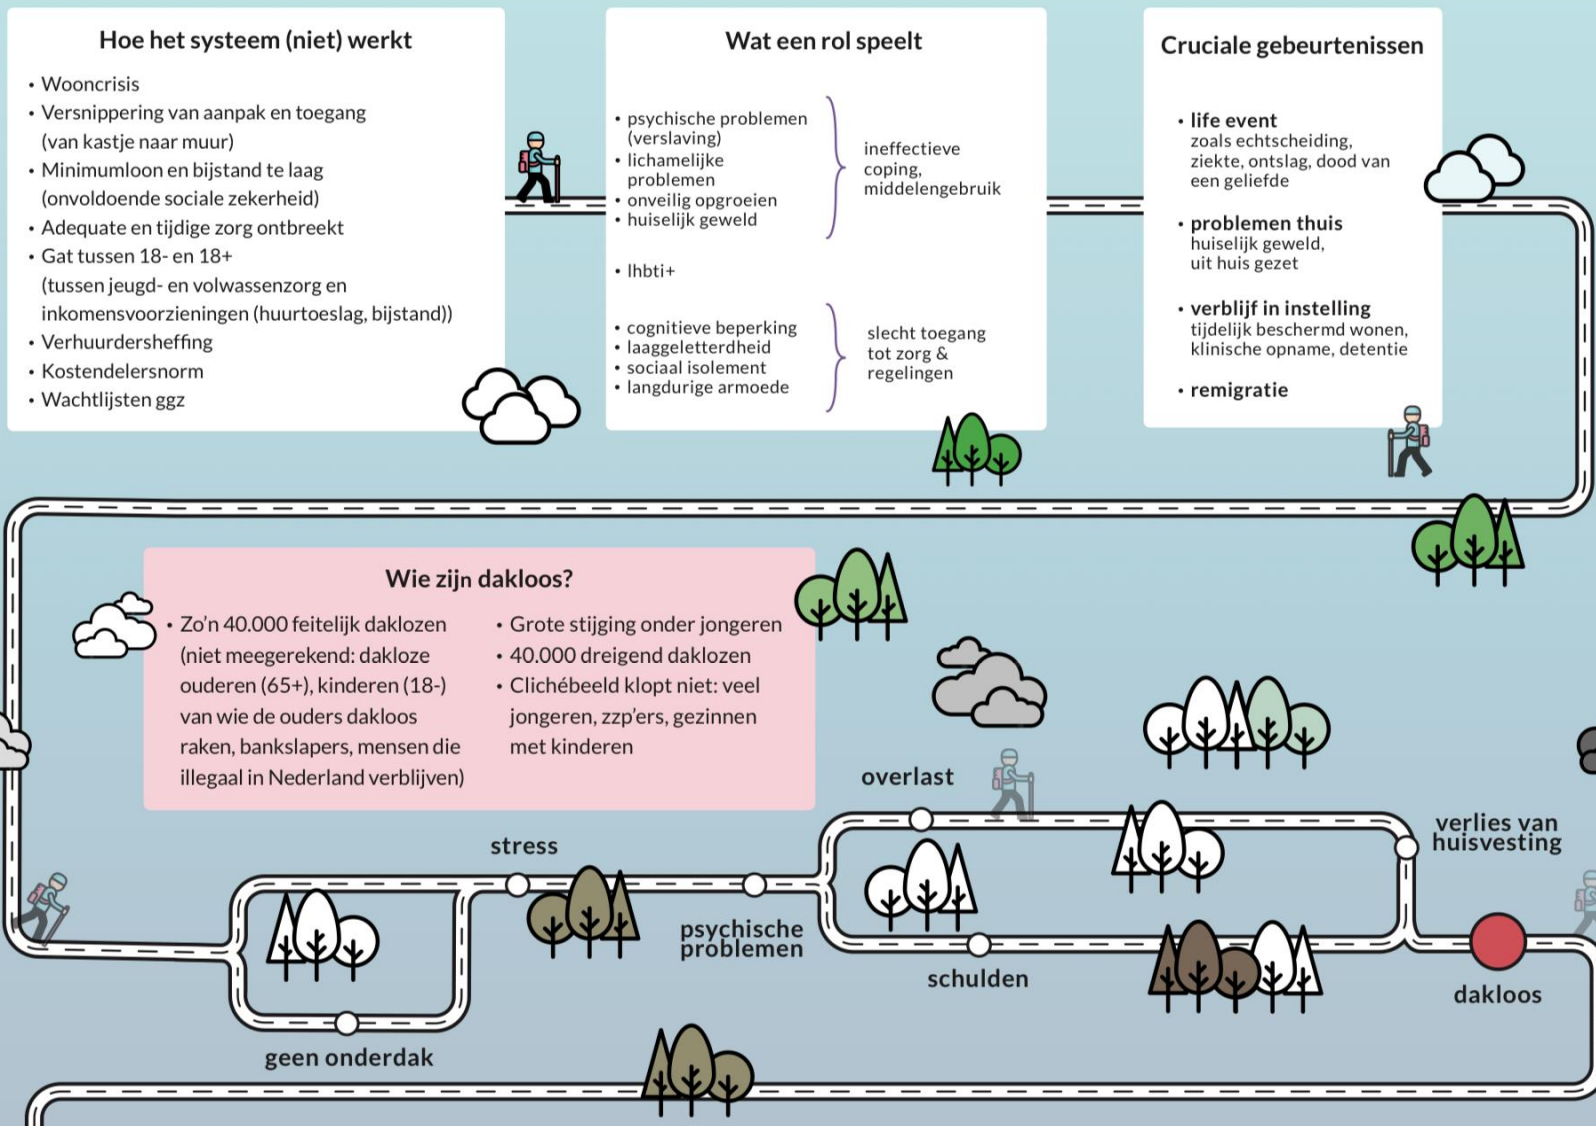 Hoe het systeem (niet) werkt
• Wooncrisis
• Versnippering van aanpak en toegang
(van kastje naar muur)
• Minimumloon en bijstand te laag
(onvoldoende sociale zekerheid)
• Adequate en tijdige zorg ontbreekt
• Gat tussen 18- en 18+
(tussen jeugd- en volwassenzorg en
inkomensvoorzieningen (huurtoeslag, bijstand))
• Verhuurdersheffing
• Kostendelersnorm
• Wachtlijsten ggz
Wat een rol speelt
• psychische problemen
(verslaving)
• lichamelijke
problemen
• onveilig opgroeien
• huiselijk geweld
ineffectieve
coping,
middelengebruik
• lhbti+
• cognitieve beperking
• laaggeletterdheid
• sociaal isolement
• langdurige armoede
slecht toegang
tot zorg &
regelingen
Cruciale gebeurtenissen
• life event
zoals echtscheiding,
ziekte, ontslag, dood van
een geliefde
• problemen thuis
huiselijk geweld,
uit huis gezet
• verblijf in instelling
tijdelijk beschermd wonen,
klinische opname, detentie
• remigratie
Wie zijn dakloos?
• Zo'n 40.000 feitelijk daklozen
(niet meegerekend: dakloze
ouderen (65+), kinderen (18-)
van wie de ouders dakloos
raken, bankslapers, mensen die
illegaal in Nederland verblijven)
• Grote stijging onder jongeren
• 40.000 dreigend daklozen
• Clichébeeld klopt niet: veel
jongeren, zzp'ers, gezinnen
met kinderen
geen onderdak
stress
psychische
problemen
overlast
schulden
verlies van
huisvesting
dakloos